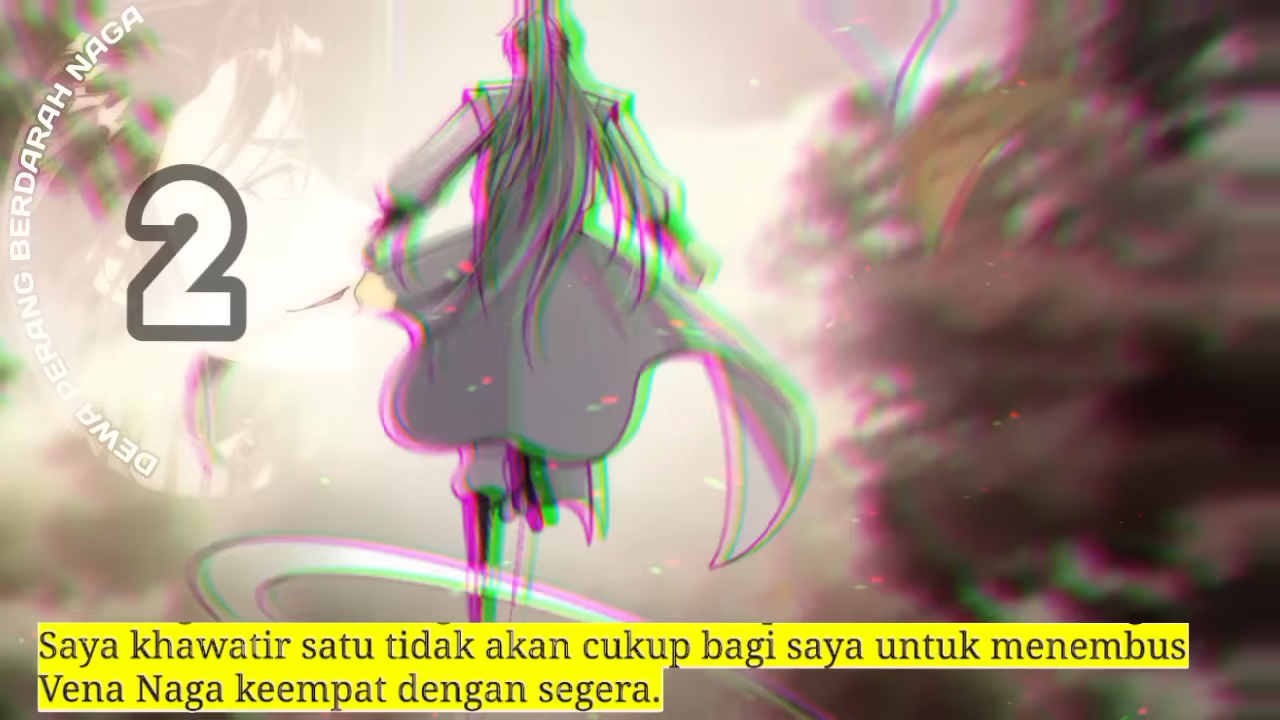 DEWA PERANG BERDARAH NAGA
2
Saya khawatir satu tidak akan cukup bagi saya untuk menembus
Vena Naga keempat dengan segera.